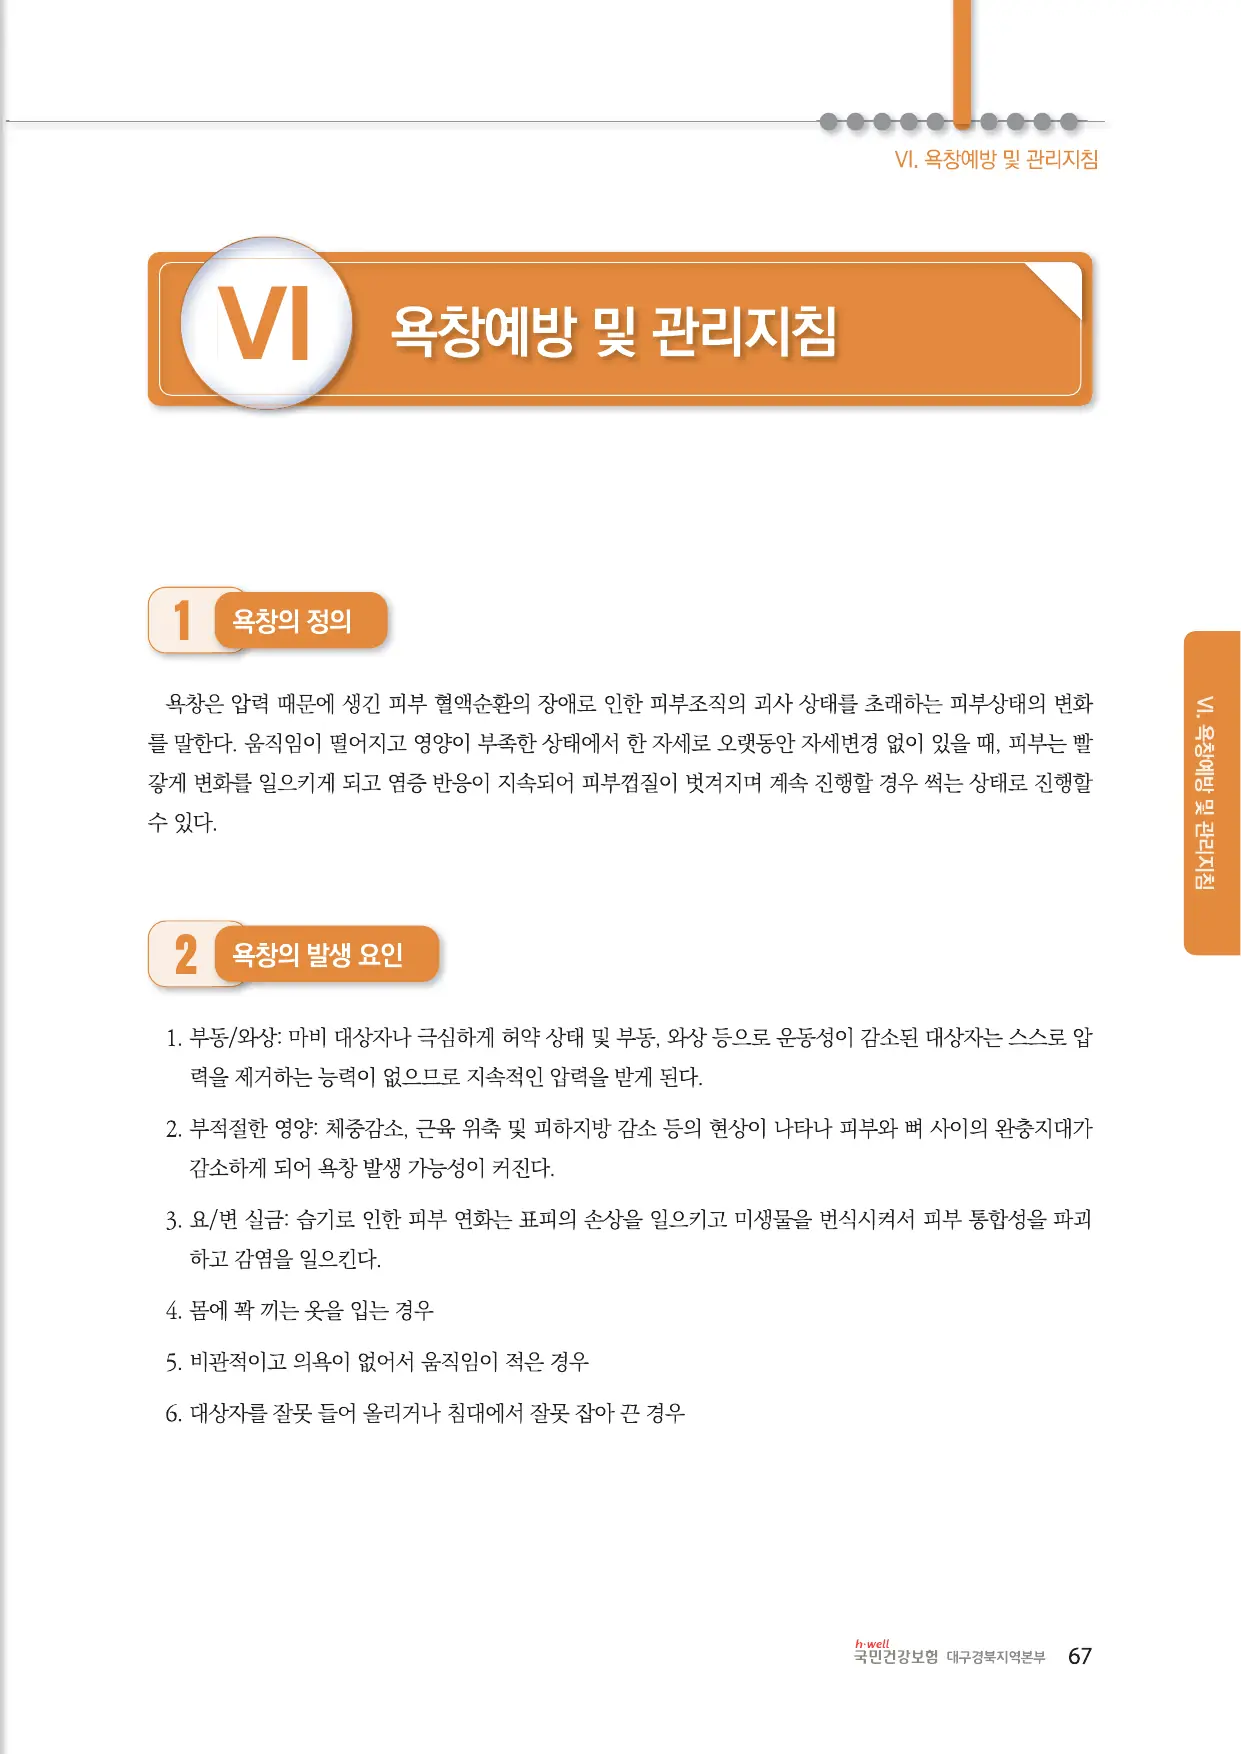 VI. 욕창예방 및 관리지침
VI 욕창예방 및 관리지침
1 욕창의 정의
욕창은 압력 때문에 생긴 피부 혈액순환의 장애로 인한 피부조직의 괴사 상태를 초래하는 피부상태의 변화
를 말한다. 움직임이 떨어지고 영양이 부족한 상태에서 한 자세로 오랫동안 자세변경 없이 있을 때, 피부는 빨
갛게 변화를 일으키게 되고 염증 반응이 지속되어 피부껍질이 벗겨지며 계속 진행할 경우 썩는 상태로 진행할
수 있다.
VI. 욕창예방 및 관리지침
2 욕창의 발생 요인
1. 부동/와상: 마비 대상자나 극심하게 허약 상태 및 부동, 와상 등으로 운동성이 감소된 대상자는 스스로 압
력을 제거하는 능력이 없으므로 지속적인 압력을 받게 된다.
2. 부적절한 영양: 체중감소, 근육 위축 및 피하지방 감소 등의 현상이 나타나 피부와 뼈 사이의 완충지대가
감소하게 되어 욕창 발생 가능성이 커진다.
3. 요/변 실금: 습기로 인한 피부 연화는 표피의 손상을 일으키고 미생물을 번식시켜서 피부 통합성을 파괴
하고 감염을 일으킨다.
4. 몸에 꽉 끼는 옷을 입는 경우
5. 비관적이고 의욕이 없어서 움직임이 적은 경우
6. 대상자를 잘못 들어 올리거나 침대에서 잘못 잡아 끈 경우
h·well
국민건강보험 대구경북지역본부 67